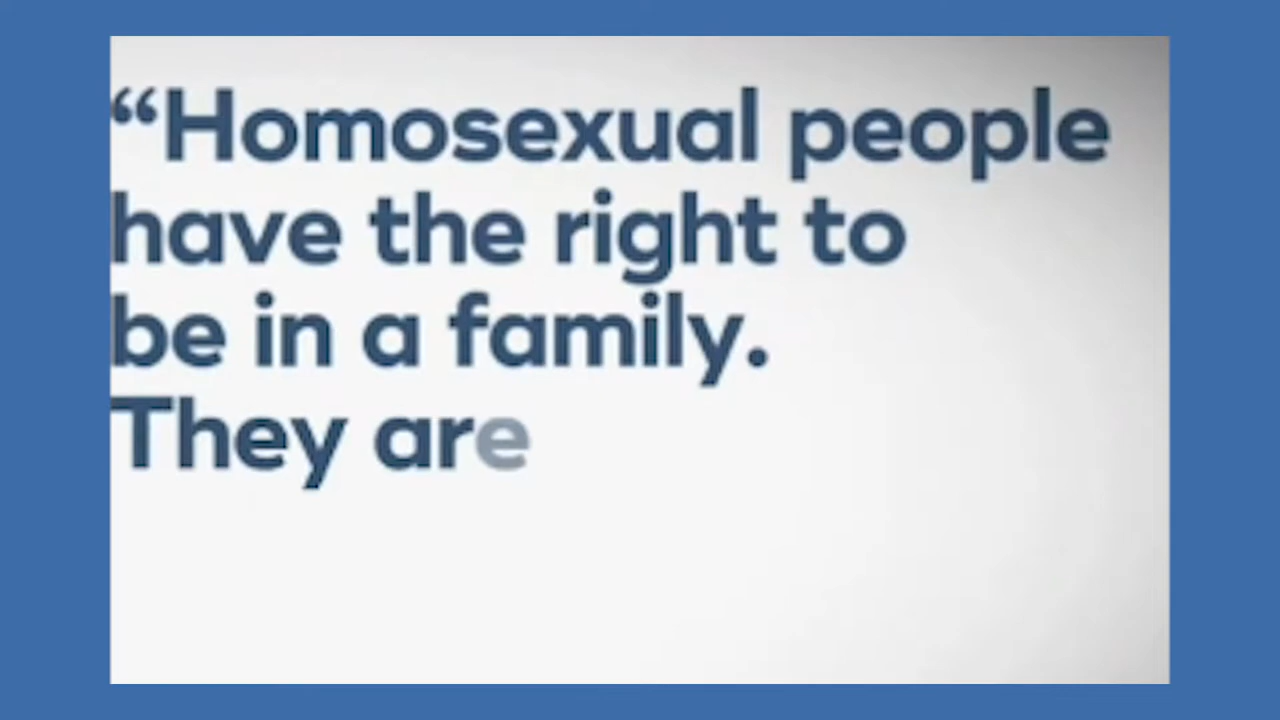 “Homosexual people
have the right to
be in a family.
They are